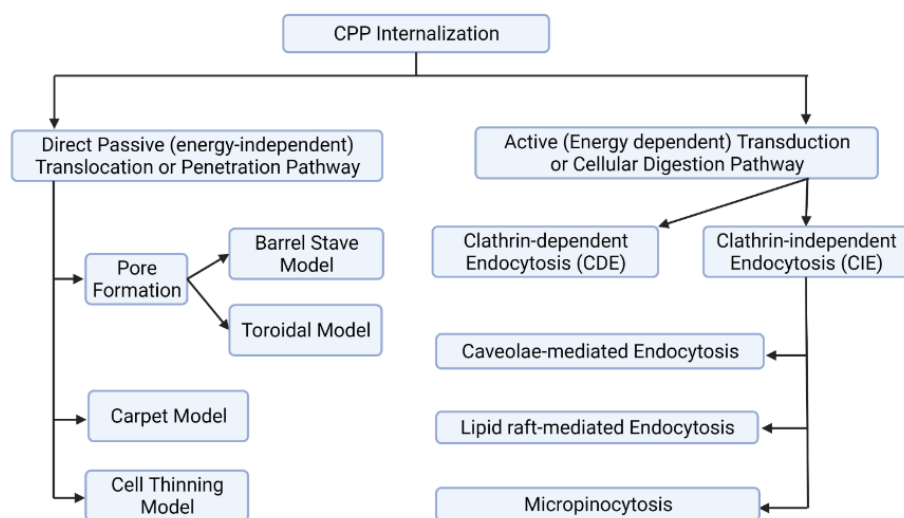 CPP Internalization
Direct Passive (energy-independent)
Translocation or Penetration Pathway
Active (Energy dependent) Transduction
or Cellular Digestion Pathway
Pore
Formation
Barrel Stave
Model
Toroidal Model
Carpet Model
Cell Thinning
Model
Clathrin-dependent
Endocytosis (CDE)
Clathrin-independent
Endocytosis (CIE)
Caveolae-mediated Endocytosis
Lipid raft-mediated Endocytosis
Micropinocytosis